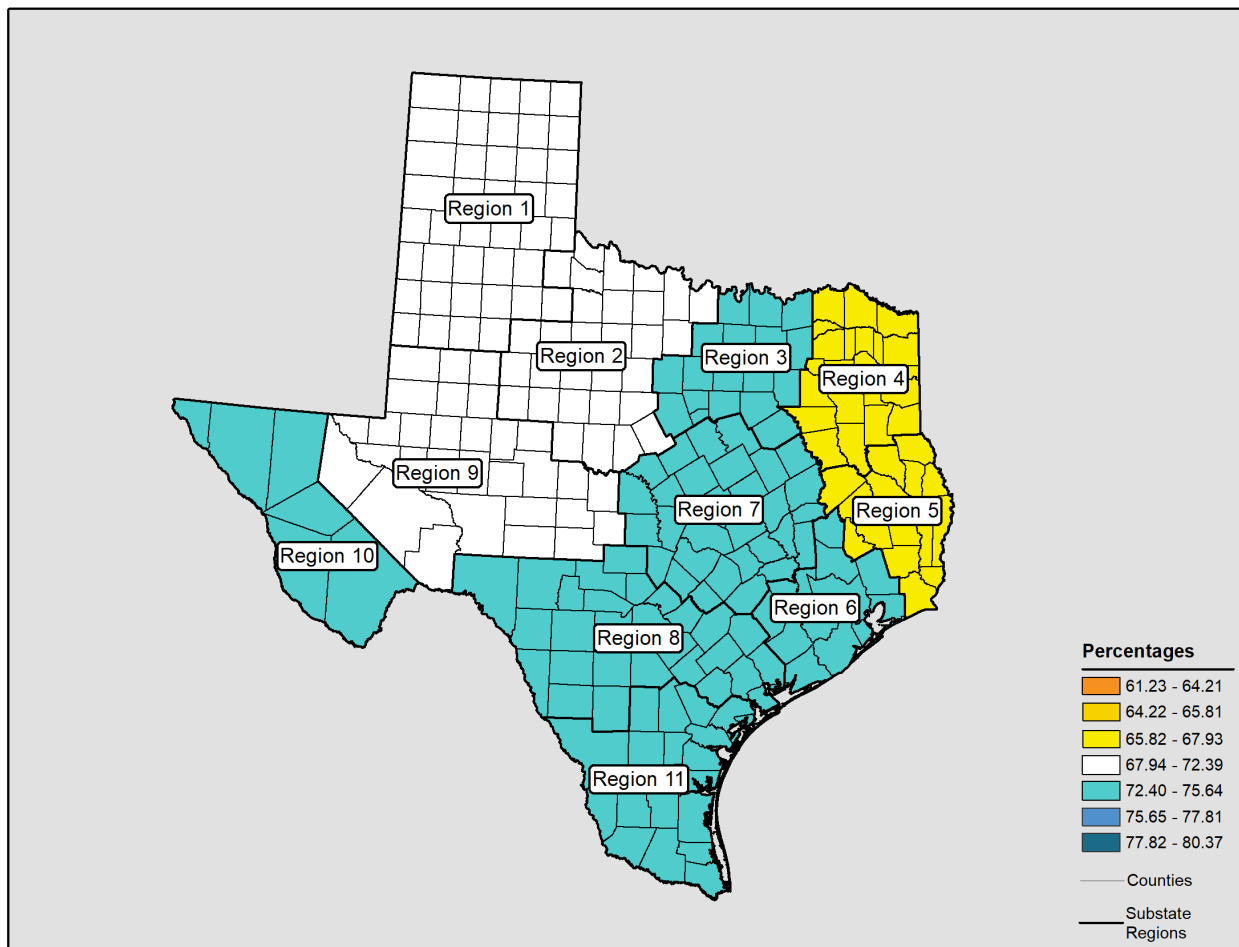 Region 1
Region 2
Region 3
Region 4
Region 9
Region 7
Region 5
Region 10
Region 6
Region 8
Region 11
Percentages
61.23 - 64.21
64.22 - 65.81
65.82 - 67.93
67.94 - 72.39
72.40 - 75.64
75.65 - 77.81
77.82 - 80.37
Counties
Substate
Regions